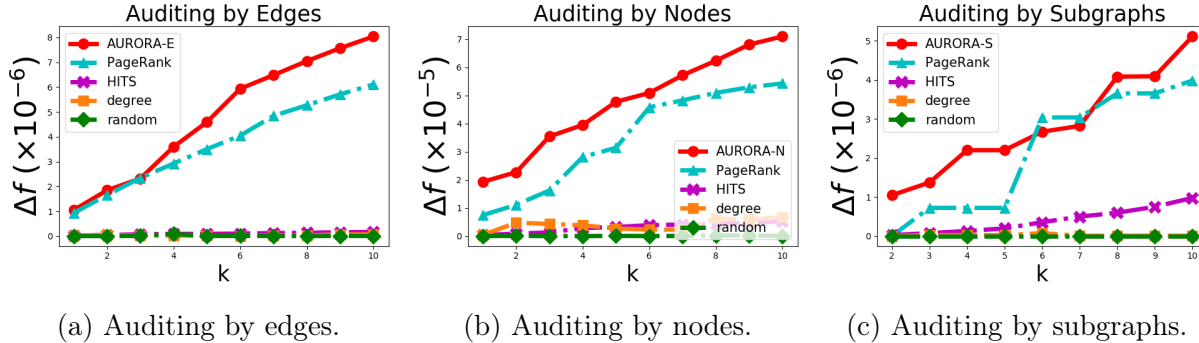 Auditing by Edges
Δf (×10⁻⁶)
8
7
6
5
4
3
2
1
0
AURORA-E
PageRank
HITS
degree
random
2
4
6
8
10
k
(a) Auditing by edges.
Auditing by Nodes
Δf (×10⁻⁵)
7
6
5
4
3
2
1
0
AURORA-N
PageRank
HITS
degree
random
2
4
6
8
10
k
(b) Auditing by nodes.
Auditing by Subgraphs
Δf (×10⁻⁶)
5
4
3
2
1
0
AURORA-S
PageRank
HITS
degree
random
2
3
4
5
6
7
8
9
10
k
(c) Auditing by subgraphs.